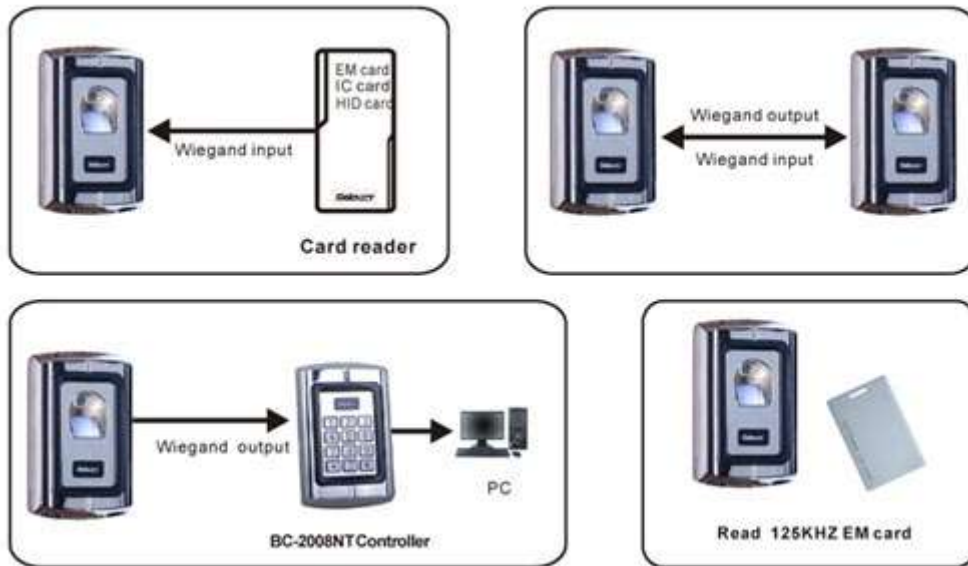 EM card
IC card
HID card
Wiegand input
Card reader
Wiegand output
Wiegand input
Wiegand output
PC
BC-2008NT Controller
Read 125KHZ EM card